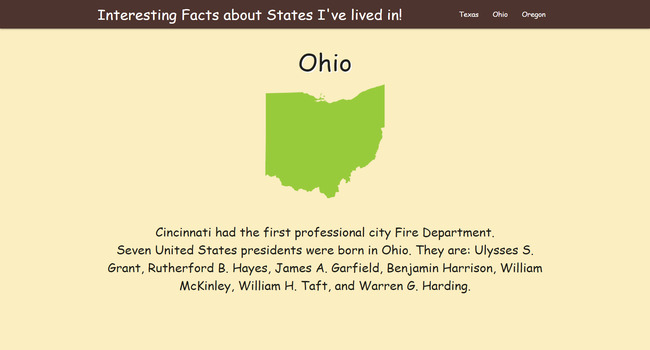 Interesting Facts about States I've lived in!
Texas Ohio Oregon
Ohio
Cincinnati had the first professional city Fire Department.
Seven United States presidents were born in Ohio. They are: Ulysses S.
Grant, Rutherford B. Hayes, James A. Garfield, Benjamin Harrison, William
McKinley, William H. Taft, and Warren G. Harding.